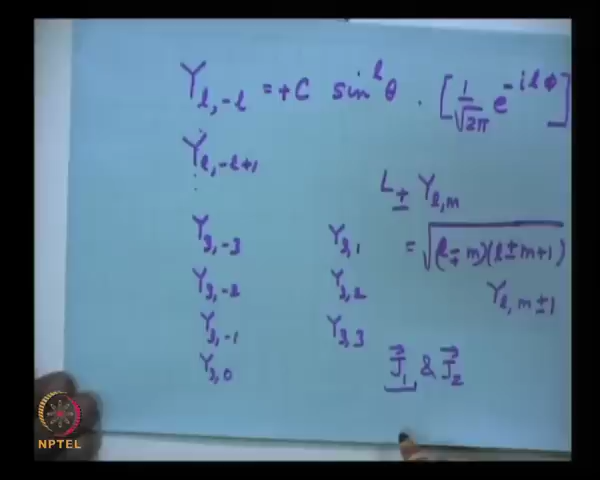 Y_{l,-l} = +C sin^l θ . [1/√2π e^{-ilφ}]
Y_{l,-l+1}
L_± Y_{l,m}
= √(l∓m)(l±m+1)
Y_{l,m±1}
Y_{3,-3}
Y_{3,-2}
Y_{3,-1}
Y_{3,0}
Y_{3,1}
Y_{3,2}
Y_{3,3}
J⃗_1 & J⃗_2
NPTEL